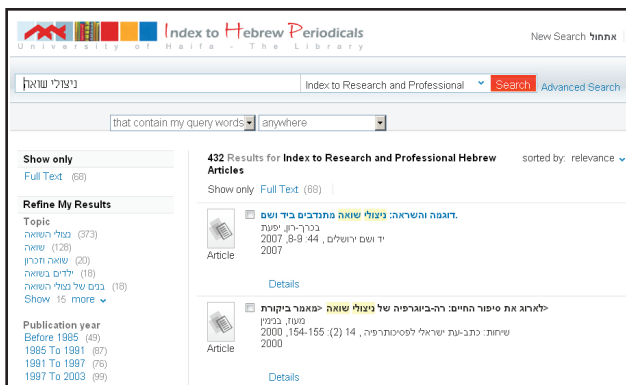 Index to Hebrew Periodicals
University of Haifa - The Library
New Search אתחול
ניצולי שואה
Index to Research and Professional
Search
Advanced Search
that contain my query words
anywhere
Show only
Full Text (68)
Refine My Results
Topic
נצולי השואה (373)
שואה (128)
שואה וזכרון (20)
ילדים בשואה (18)
בנים של נצולי השואה (18)
Show 15 more
Publication year
Before 1985 (49)
1985 To 1991 (87)
1991 To 1997 (76)
1997 To 2003 (99)
432 Results for Index to Research and Professional Hebrew Articles
sorted by: relevance
Show only Full Text (68)
דוגמה והשראה: ניצולי שואה מתנדבים ביד ושם.
בכרך-רון, יפעת
יד ושם ירושלים , 44: 8-9, 2007
2007
Article
Details
לארוג את סיפור החיים: רה-ביוגרפיה של ניצולי שואה <מאמר ביקורת>
מעוז, בנימין
שיחות: כתב-עת ישראלי לפסיכותרפיה , 14 (2): 154-155, 2000
2000
Article
Details